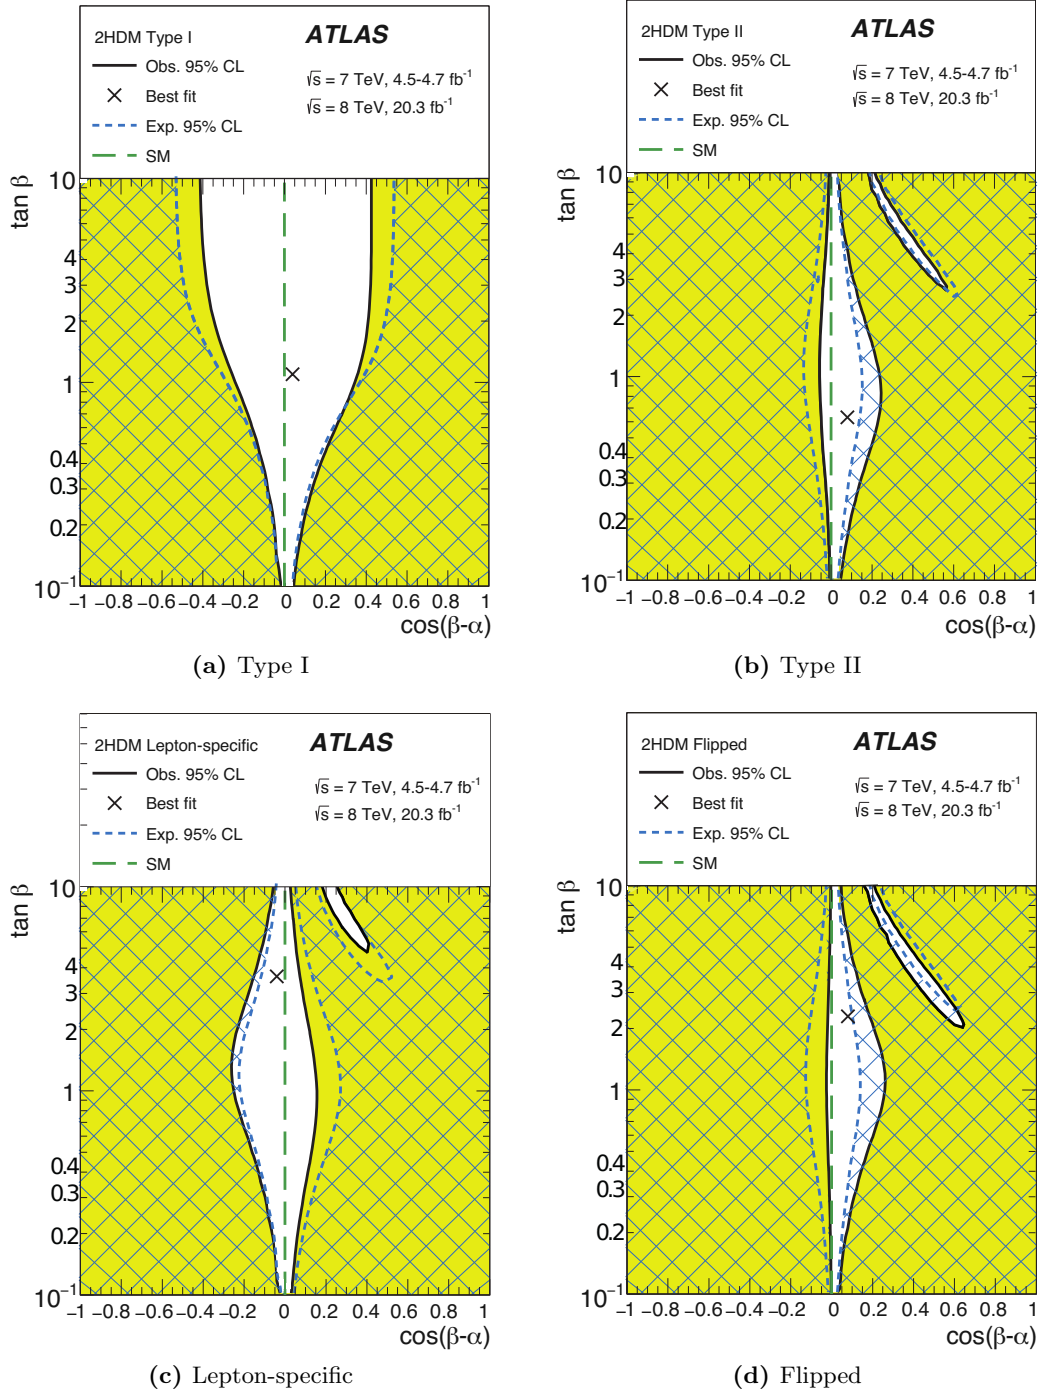 2HDM Type I
ATLAS
Obs. 95% CL
√s = 7 TeV, 4.5-4.7 fb⁻¹
Best fit
√s = 8 TeV, 20.3 fb⁻¹
Exp. 95% CL
SM
tan β
10
4
3
2
1
0.4
0.3
0.2
10⁻¹
−1 −0.8 −0.6 −0.4 −0.2 0 0.2 0.4 0.6 0.8 1
cos(β-α)
(a) Type I
2HDM Type II
ATLAS
Obs. 95% CL
√s = 7 TeV, 4.5-4.7 fb⁻¹
Best fit
√s = 8 TeV, 20.3 fb⁻¹
Exp. 95% CL
SM
tan β
10
4
3
2
1
0.4
0.3
0.2
10⁻¹
−1 −0.8 −0.6 −0.4 −0.2 0 0.2 0.4 0.6 0.8 1
cos(β-α)
(b) Type II
2HDM Lepton-specific
ATLAS
Obs. 95% CL
√s = 7 TeV, 4.5-4.7 fb⁻¹
Best fit
√s = 8 TeV, 20.3 fb⁻¹
Exp. 95% CL
SM
tan β
10
4
3
2
1
0.4
0.3
0.2
10⁻¹
−1 −0.8 −0.6 −0.4 −0.2 0 0.2 0.4 0.6 0.8 1
cos(β-α)
(c) Lepton-specific
2HDM Flipped
ATLAS
Obs. 95% CL
√s = 7 TeV, 4.5-4.7 fb⁻¹
Best fit
√s = 8 TeV, 20.3 fb⁻¹
Exp. 95% CL
SM
tan β
10
4
3
2
1
0.4
0.3
0.2
10⁻¹
−1 −0.8 −0.6 −0.4 −0.2 0 0.2 0.4 0.6 0.8 1
cos(β-α)
(d) Flipped